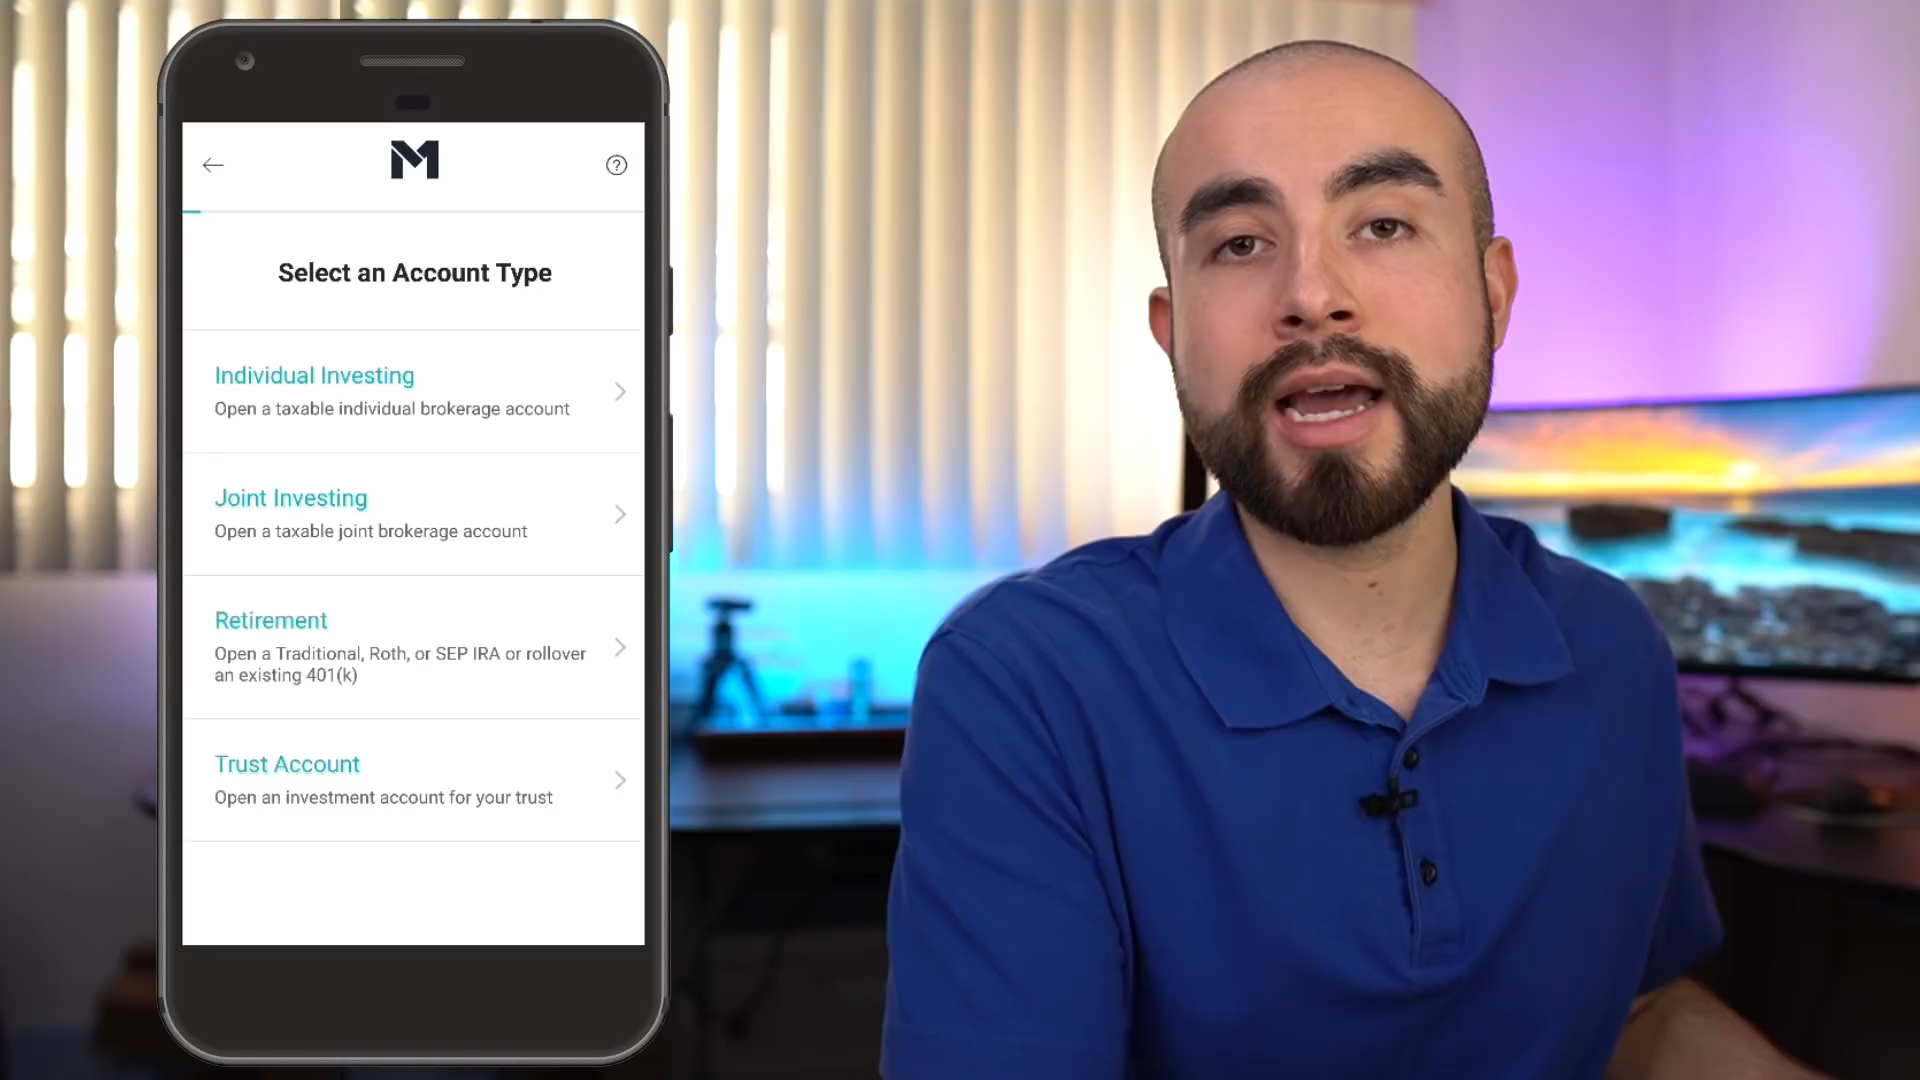 M
Select an Account Type
Individual Investing
Open a taxable individual brokerage account
Joint Investing
Open a taxable joint brokerage account
Retirement
Open a Traditional, Roth, or SEP IRA or rollover
an existing 401(k)
Trust Account
Open an investment account for your trust